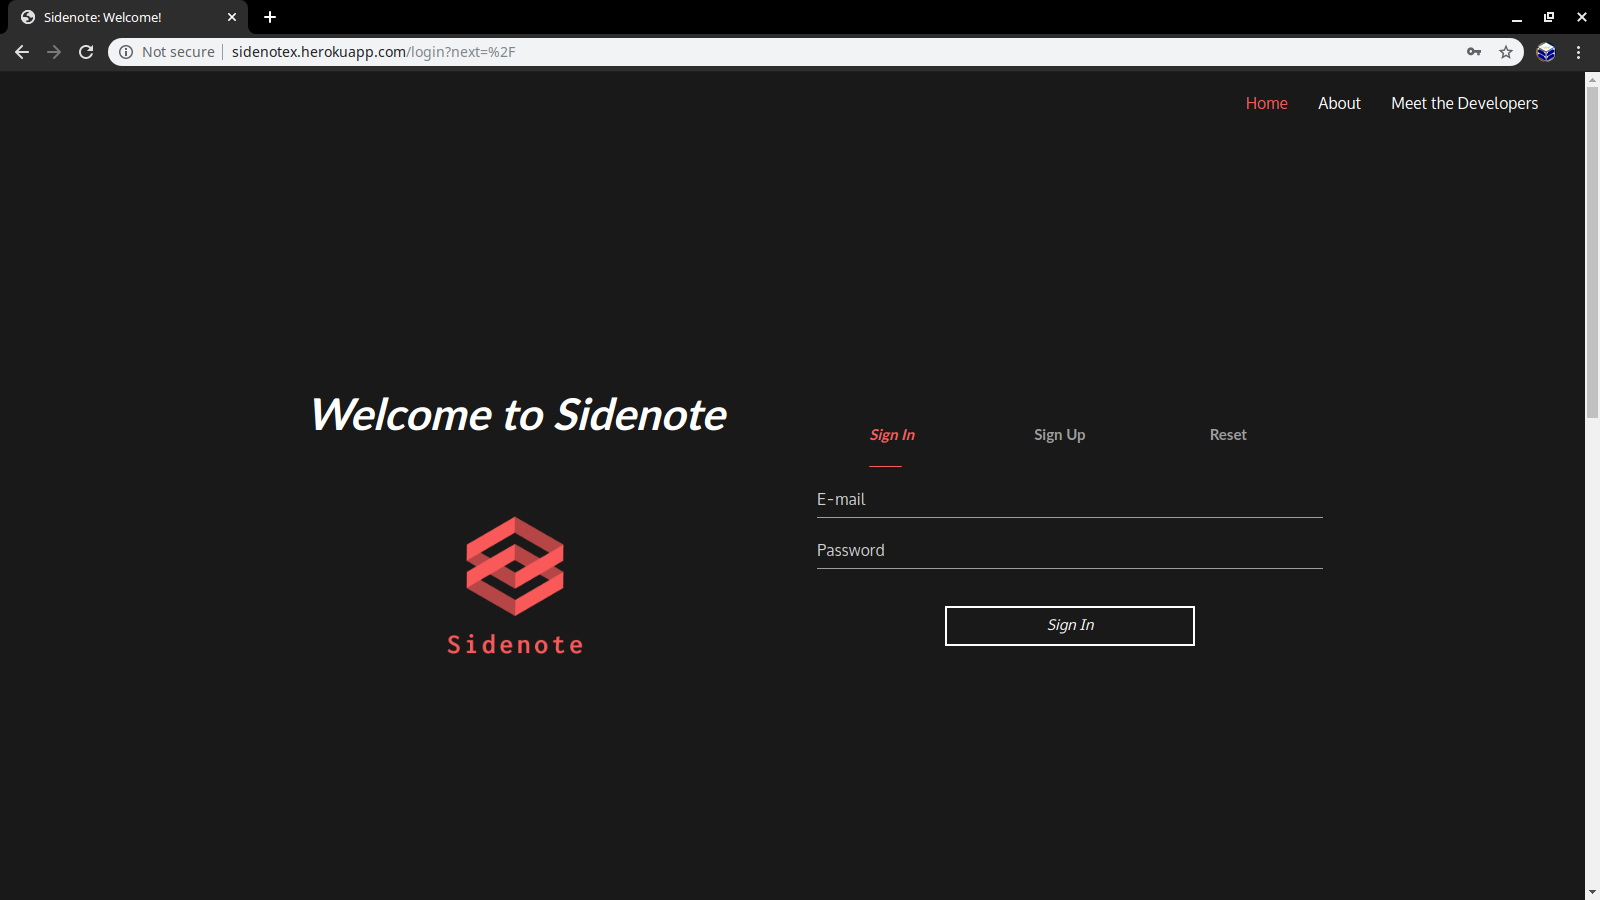 Sidenote: Welcome!
Not secure sidenotex.herokuapp.com/login?next=%2F
Home About Meet the Developers
Welcome to Sidenote
Sidenote
Sign In Sign Up Reset
E-mail
Password
Sign In